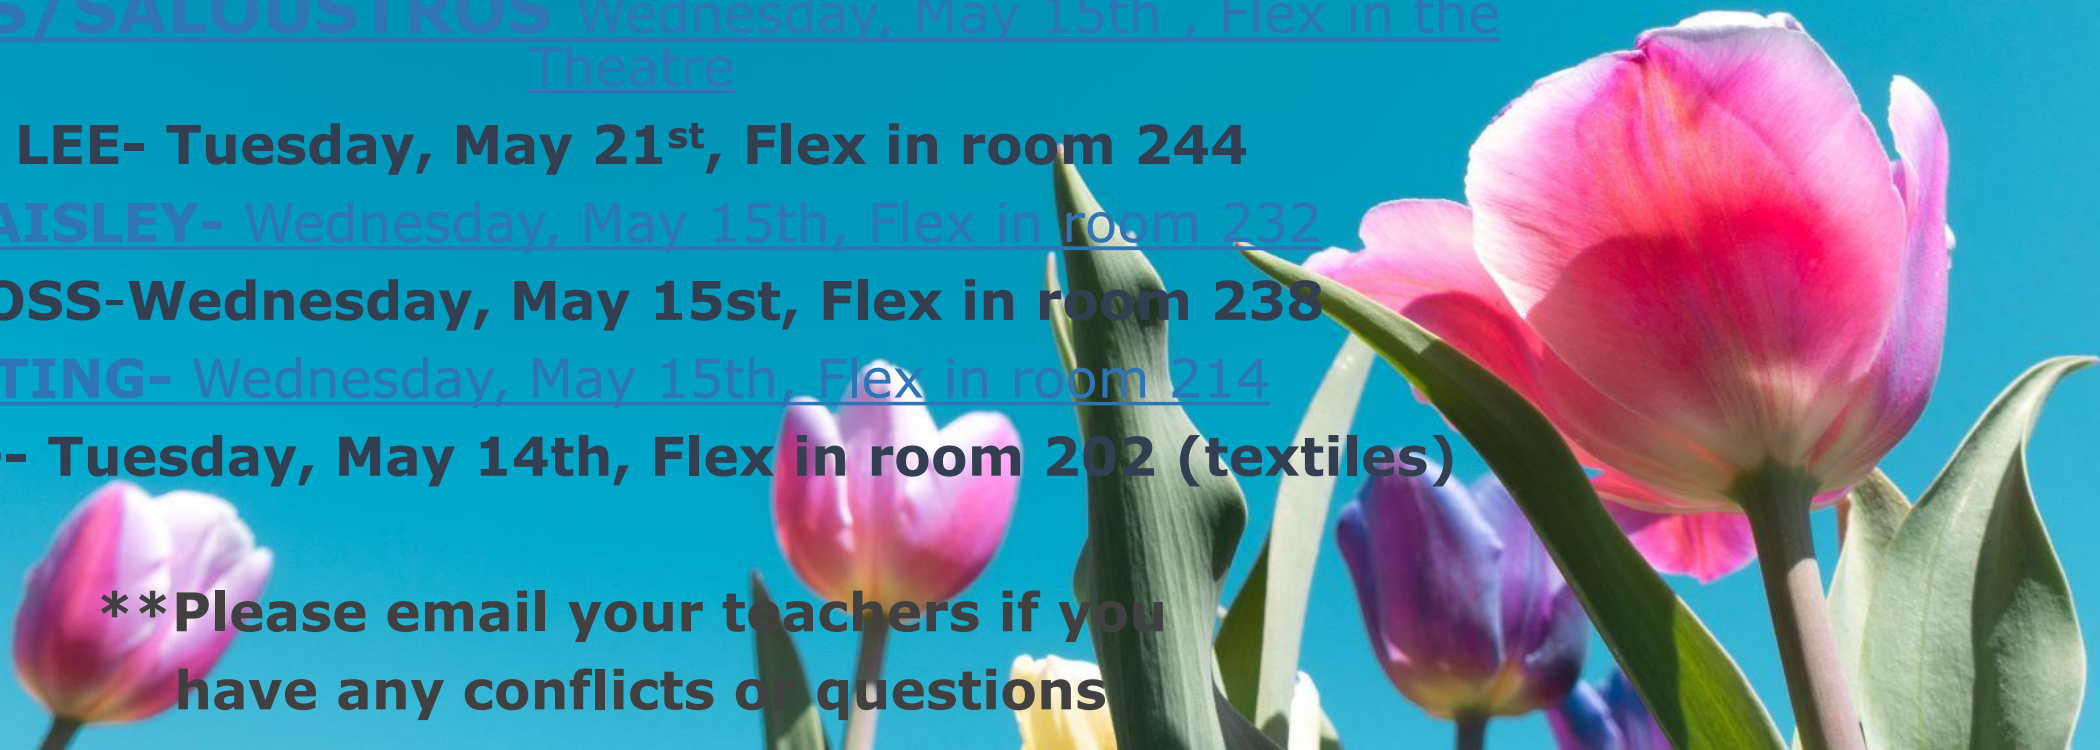 S/SALOUSTROS Wednesday, May 15th , Flex in the
Theatre
LEE- Tuesday, May 21st, Flex in room 244
AISLEY- Wednesday, May 15th, Flex in room 232
OSS-Wednesday, May 15st, Flex in room 238
TING- Wednesday, May 15th, Flex in room 214
- Tuesday, May 14th, Flex in room 202 (textiles)
**Please email your teachers if you
have any conflicts or questions